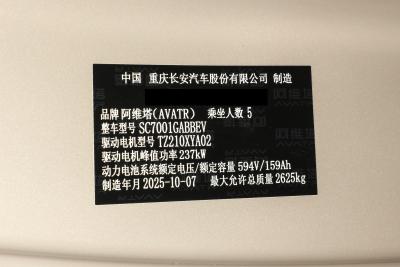 中国 重庆长安汽车股份有限公司 制造
品牌 阿维塔(AVATR) 乘坐人数 5
整车型号 SC7001GABBEV
驱动电机型号 TZ210XYA02
驱动电机峰值功率 237kW
动力电池系统额定电压/额定容量 594V/159Ah
制造年月 2025-10-07 最大允许总质量 2625kg